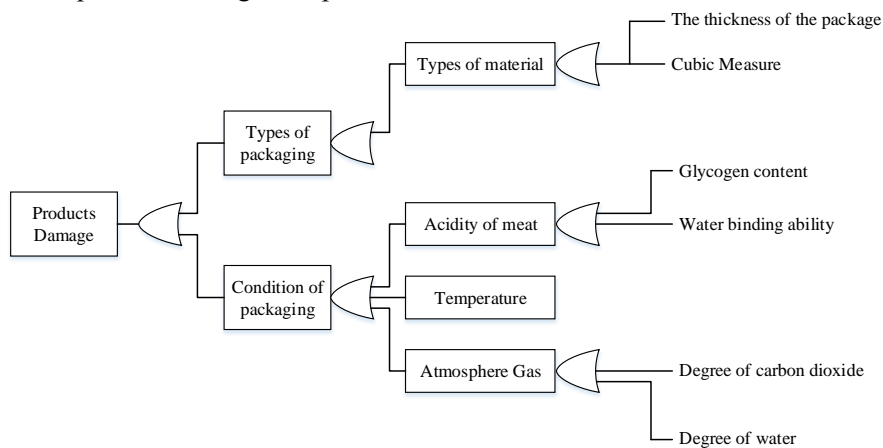 The thickness of the package
Types of material
Cubic Measure
Types of
packaging
Glycogen content
Products
Damage
Acidity of meat
Water binding ability
Condition of
packaging
Temperature
Atmosphere Gas
Degree of carbon dioxide
Degree of water